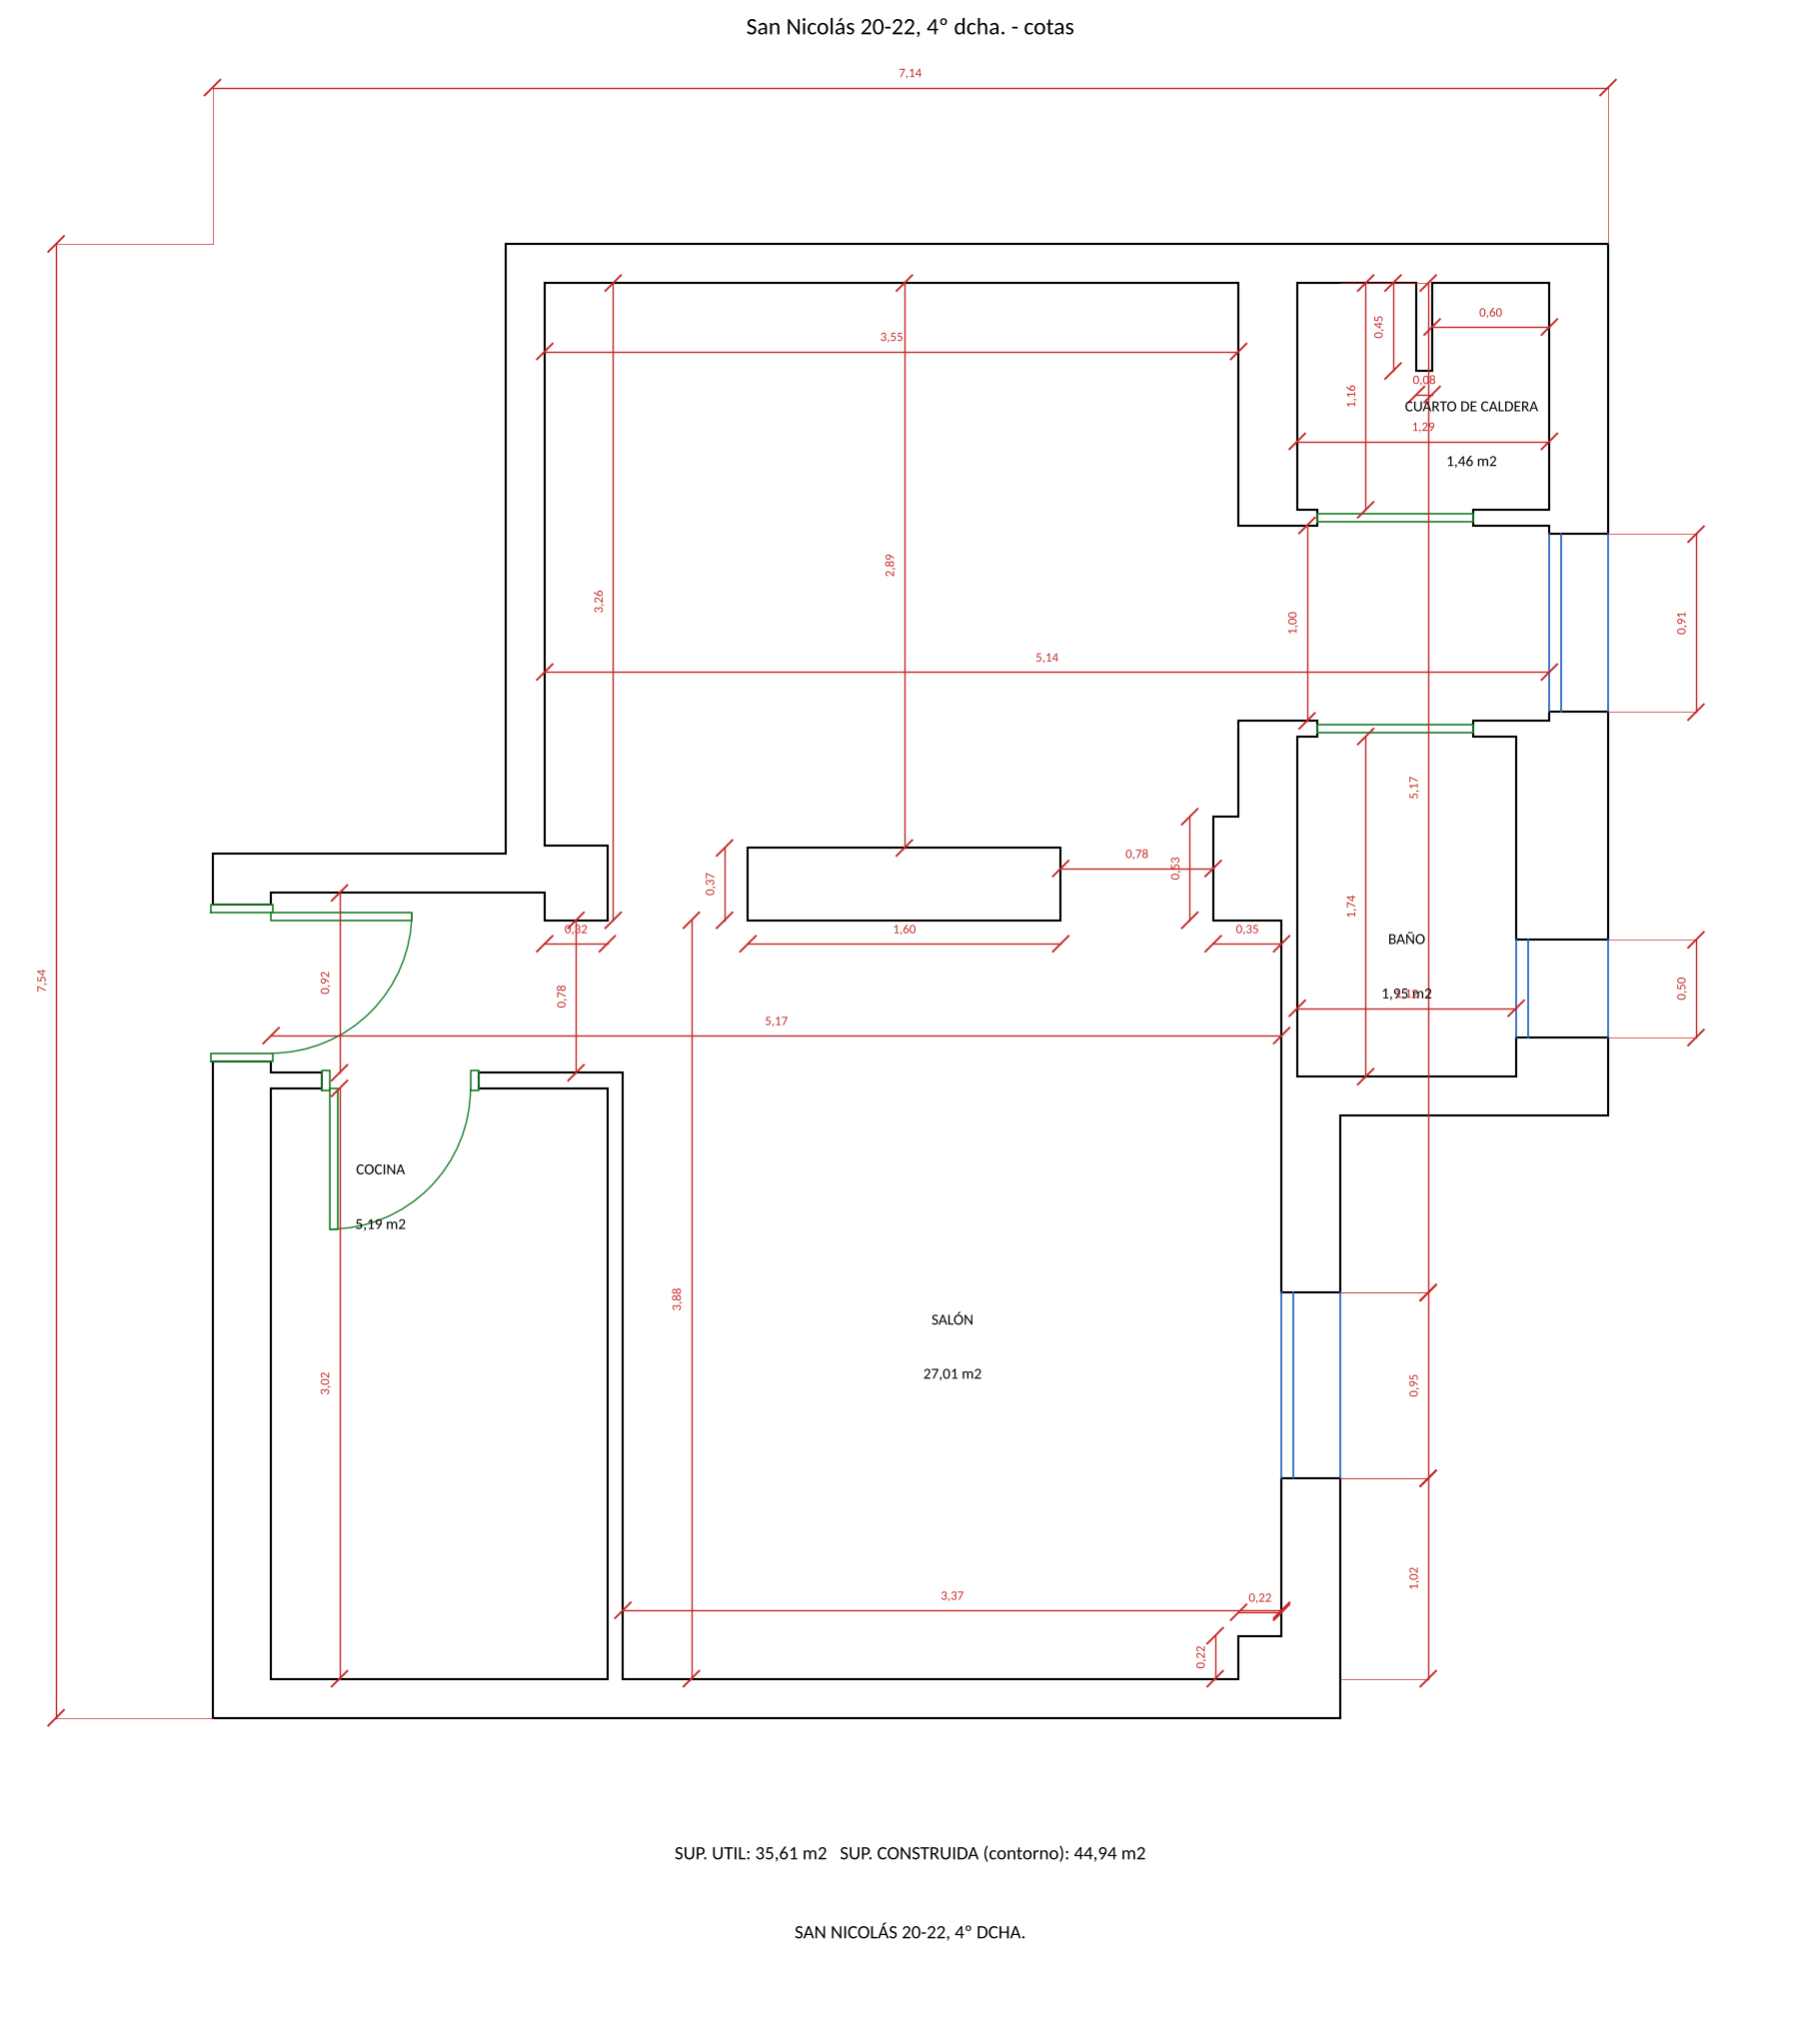 San Nicolás 20-22, 4º dcha. - cotas
7,14
0,60
0,45
3,55
0,08
1,16
CUARTO DE CALDERA
1,29
1,46 m2
2,89
3,26
1,00
0,91
5,14
5,17
0,78
0,53
0,37
1,74
0,32
1,60
0,35
BAÑO
7,54
0,92
0,78
1,95 m2
0,50
5,17
COCINA
5,19 m2
3,88
SALÓN
27,01 m2
3,02
0,95
1,02
3,37
0,22
0,22
SUP. UTIL: 35,61 m2 SUP. CONSTRUIDA (contorno): 44,94 m2
SAN NICOLÁS 20-22, 4º DCHA.